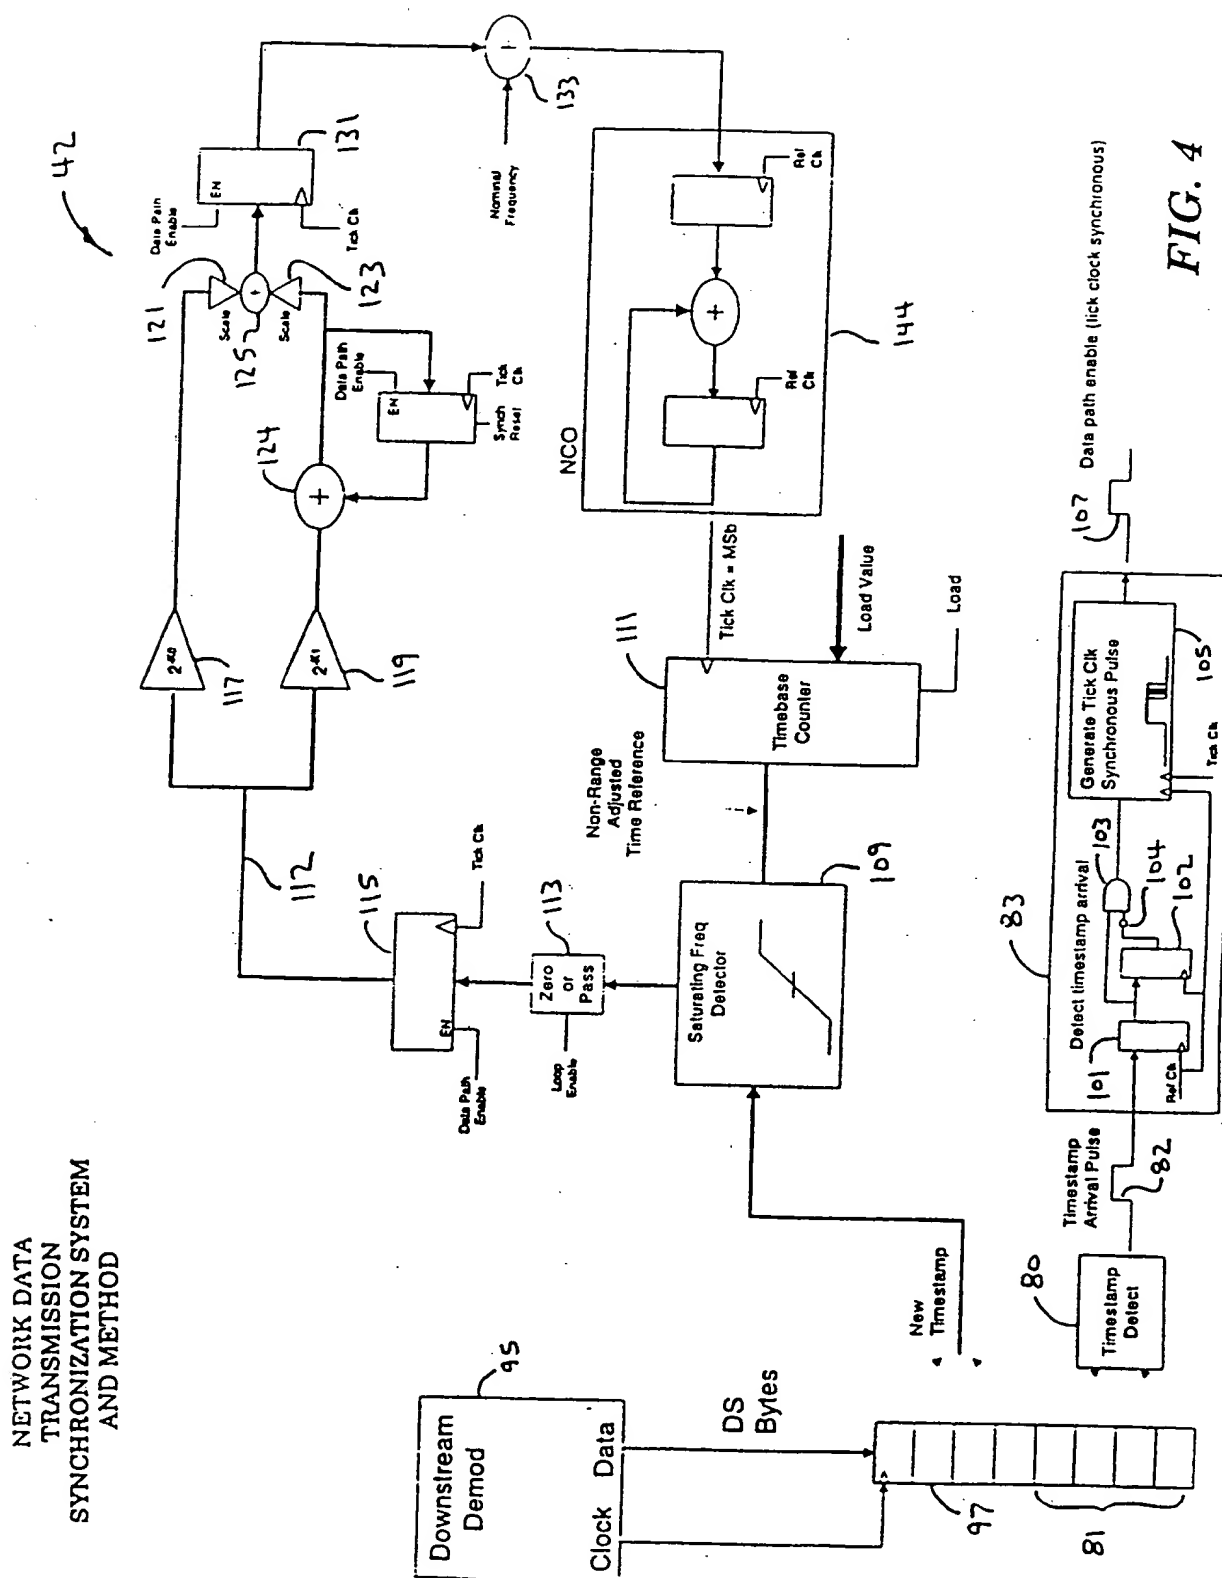 NETWORK DATA
TRANSMISSION
SYNCHRONIZATION SYSTEM
AND METHOD
42
Downstream
Demod
Clock
Data
95
DS
Bytes
97
81
New
Timestamp
Timestamp
Detect
80
Timestamp
Arrival Pulse
82
83
Detect timestamp arrival
101
Ref Clk
102
104
103
Generate Tick Clk
Synchronous Pulse
105
Tick Clk
107
Data path enable (tick clock synchronous)
Saturating Freq
Detector
109
Zero
or
Pass
113
Loop
Enable
115
EN
Data Path
Enable
Tick Clk
112
Non-Range
Adjusted
Time Reference
Timebase
Counter
111
Load Value
Load
Tick Clk = MSb
2-K0
117
2-K1
119
124
+
EN
Data Path
Enable
Tick
Clk
Synch
Reset
121
Scale
125
+
Scale
123
Data Path
Enable
EN
Tick Clk
131
Nominal
Frequency
133
NCO
+
Ref
Clk
Ref
Clk
144
FIG. 4